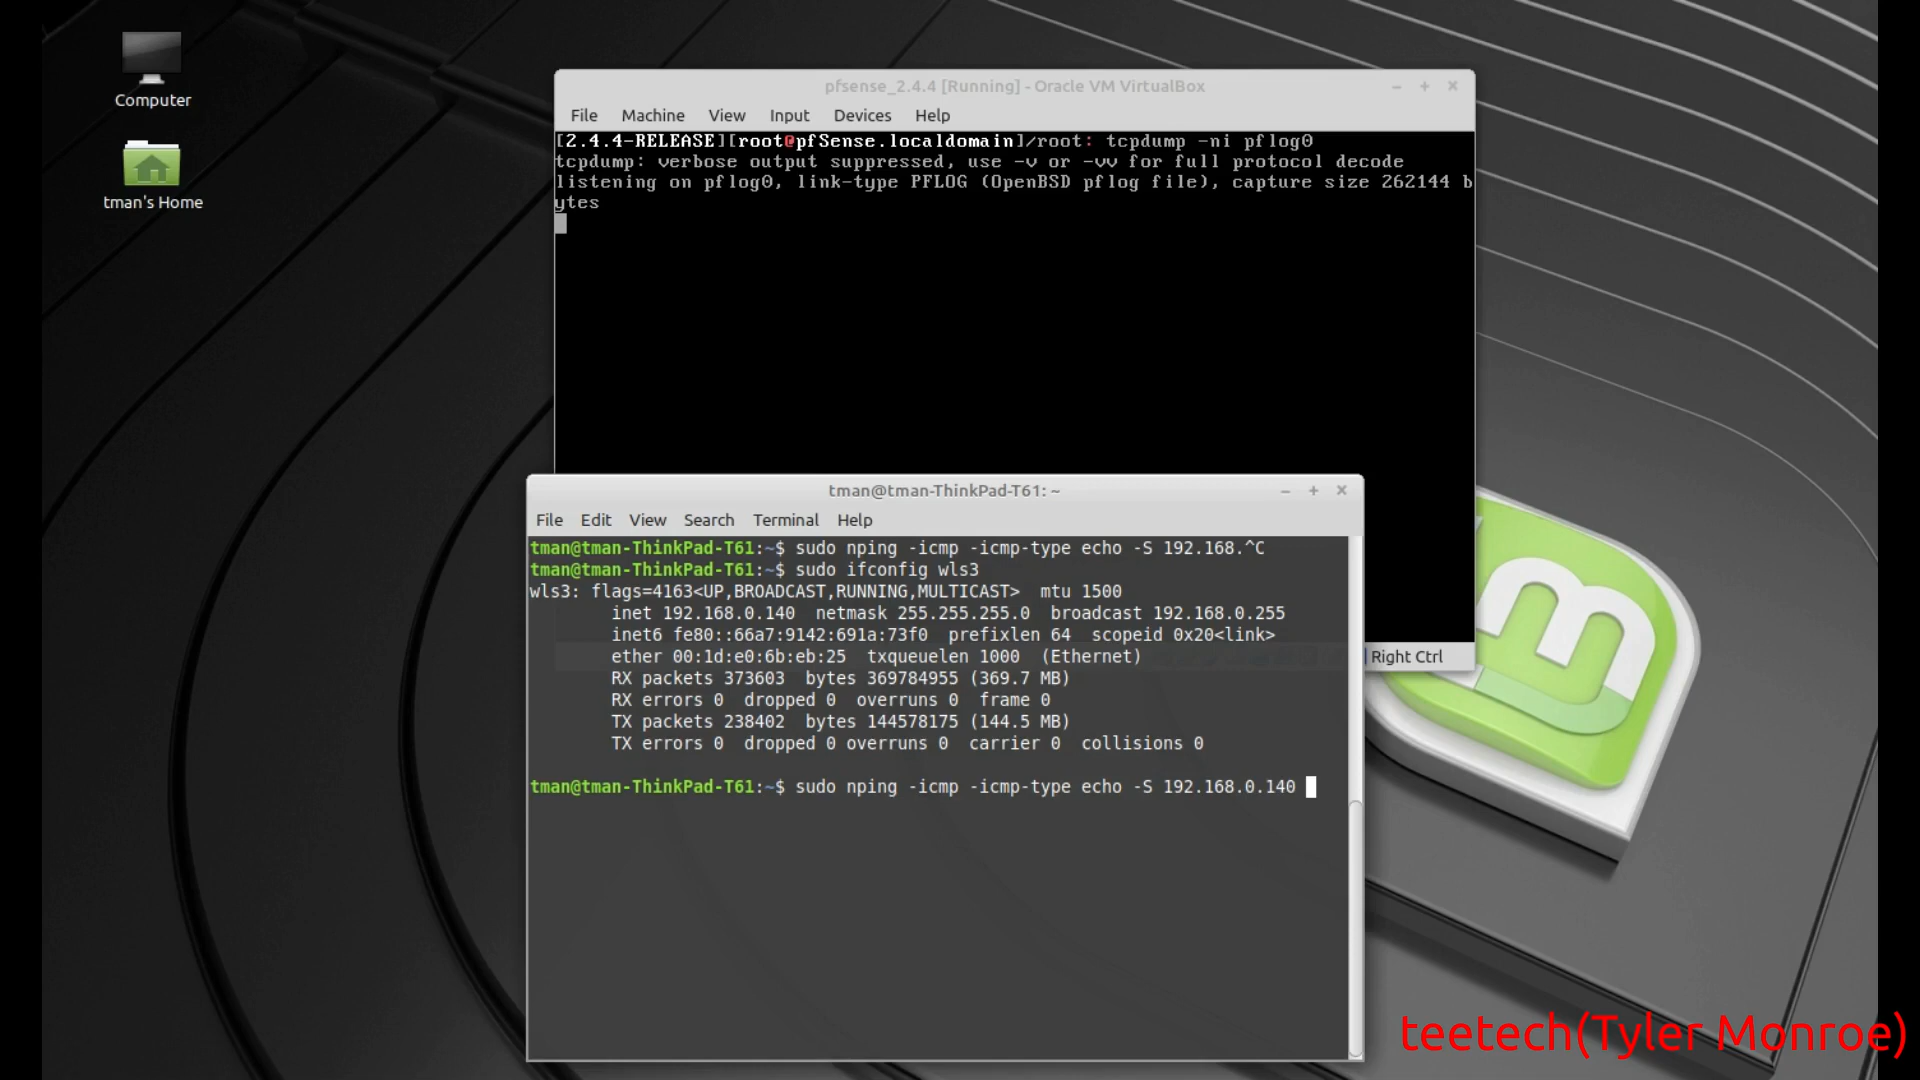 Computer
tman's Home
pfsense_2.4.4 [Running] - Oracle VM VirtualBox
File Machine View Input Devices Help
[2.4.4-RELEASE][root@pfSense.localdomain]/root: tcpdump -ni pflog0
tcpdump: verbose output suppressed, use -v or -vv for full protocol decode
listening on pflog0, link-type PFLOG (OpenBSD pflog file), capture size 262144 b
ytes
tman@tman-ThinkPad-T61: ~
File Edit View Search Terminal Help
tman@tman-ThinkPad-T61:~$ sudo nping -icmp -icmp-type echo -S 192.168.^C
tman@tman-ThinkPad-T61:~$ sudo ifconfig wls3
wls3: flags=4163<UP,BROADCAST,RUNNING,MULTICAST>  mtu 1500
        inet 192.168.0.140  netmask 255.255.255.0  broadcast 192.168.0.255
        inet6 fe80::66a7:9142:691a:73f0  prefixlen 64  scopeid 0x20<link>
        ether 00:1d:e0:6b:eb:25  txqueuelen 1000  (Ethernet)
        RX packets 373603  bytes 369784955 (369.7 MB)
        RX errors 0  dropped 0  overruns 0  frame 0
        TX packets 238402  bytes 144578175 (144.5 MB)
        TX errors 0  dropped 0 overruns 0  carrier 0  collisions 0
tman@tman-ThinkPad-T61:~$ sudo nping -icmp -icmp-type echo -S 192.168.0.140
Right Ctrl
teetech(Tyler Monroe)